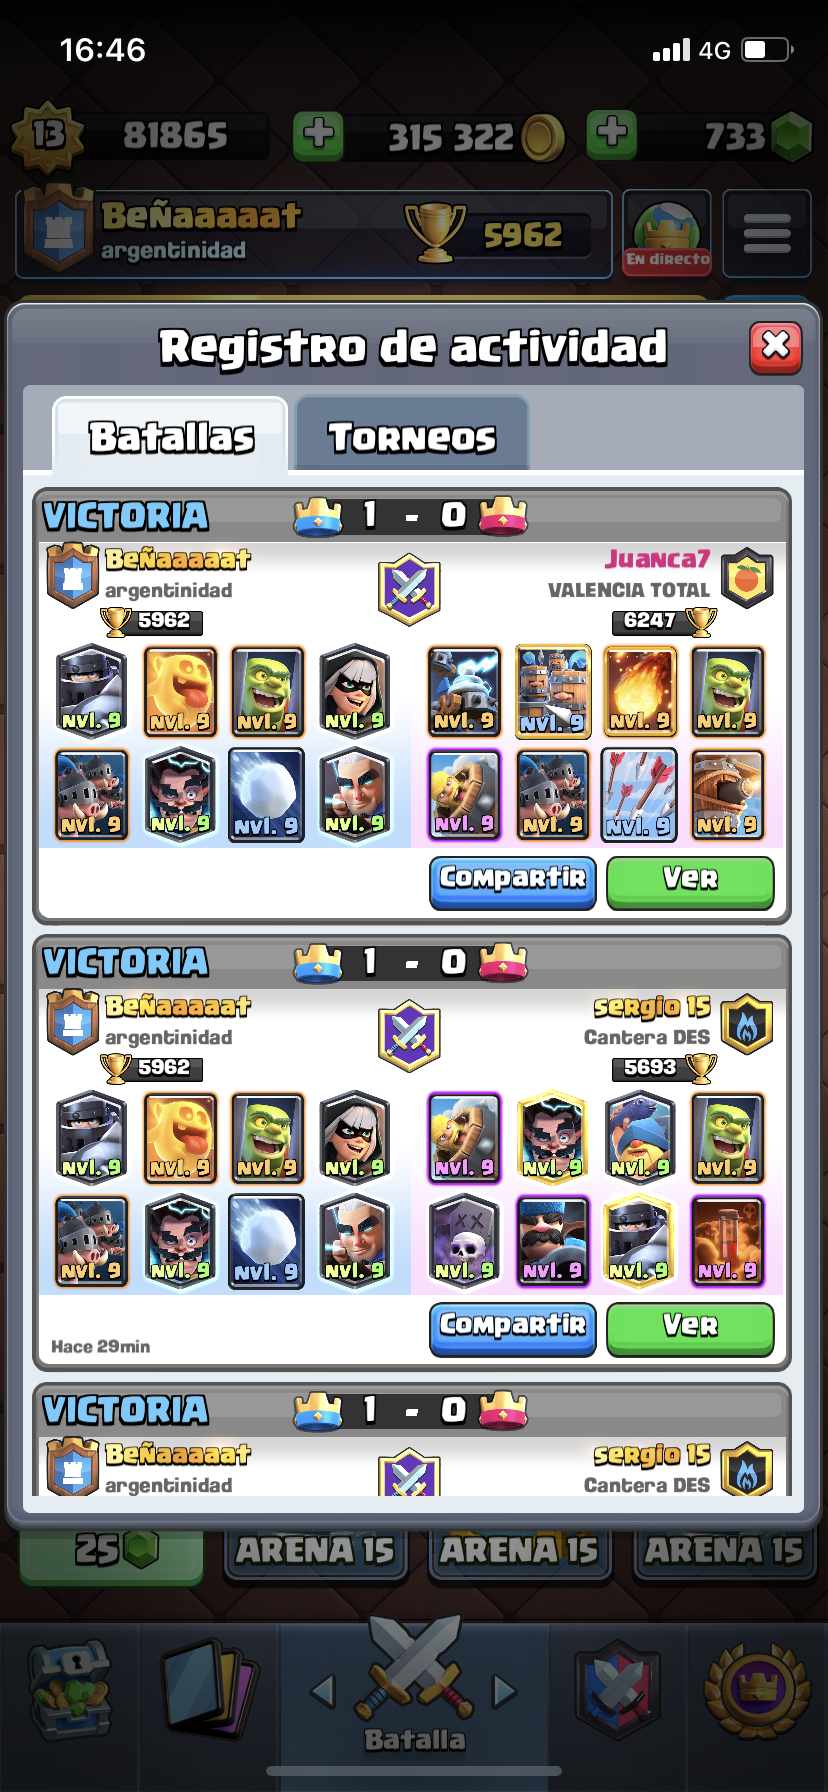 16:46 4G
13 81865 315 322 733
BeÑaaaaat 5962
argentinidad En directo
Registro de actividad
Batallas Torneos
VICTORIA 1 - 0
BeÑaaaaat Juanca7
argentinidad VALENCIA TOTAL
5962 6247
nvl. 9 nvl. 9 nvl. 9 nvl. 9 nvl. 9 nvl. 9 nvl. 9 nvl. 9
nvl. 9 nvl. 9 nvl. 9 nvl. 9 nvl. 9 nvl. 9 nvl. 9 nvl. 9
Compartir Ver
VICTORIA 1 - 0
BeÑaaaaat sergio 15
argentinidad Cantera DES
5962 5693
nvl. 9 nvl. 9 nvl. 9 nvl. 9 nvl. 9 nvl. 9 nvl. 9 nvl. 9
nvl. 9 nvl. 9 nvl. 9 nvl. 9 nvl. 9 nvl. 9 nvl. 9 nvl. 9
Compartir Ver
Hace 29min
VICTORIA 1 - 0
BeÑaaaaat sergio 15
argentinidad Cantera DES
25 ARENA 15 ARENA 15 ARENA 15
Batalla